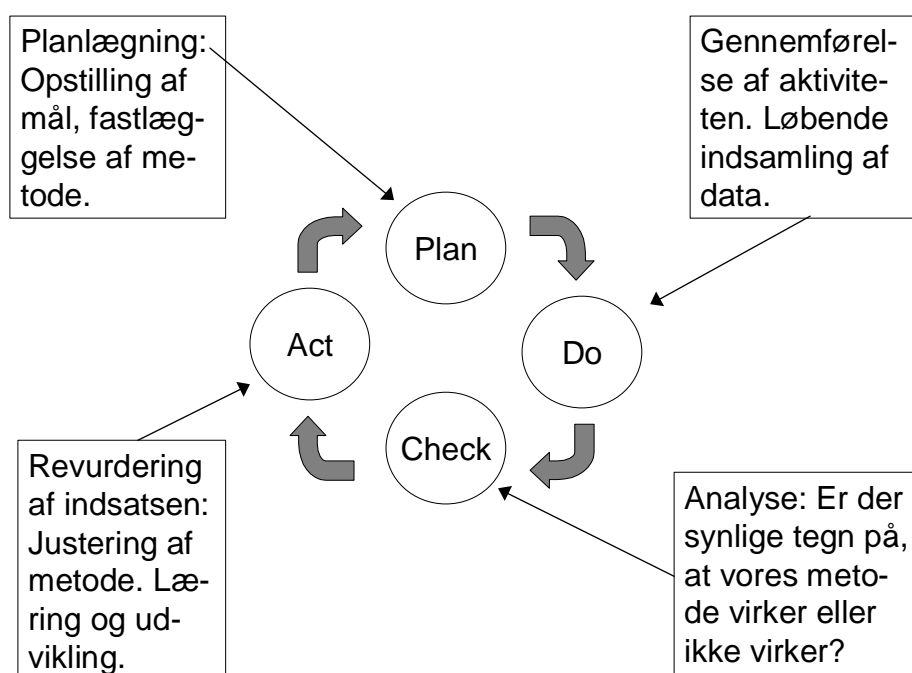 Planlægning:
Opstilling af
mål, fastlæg-
gelse af me-
tode.
Gennemførel-
se af aktivite-
ten. Løbende
indsamling af
data.
Plan
Act
Do
Check
Revurdering
af indsatsen:
Justering af
metode. Læ-
ring og ud-
vikling.
Analyse: Er der
synlige tegn på,
at vores meto-
de virker eller
ikke virker?